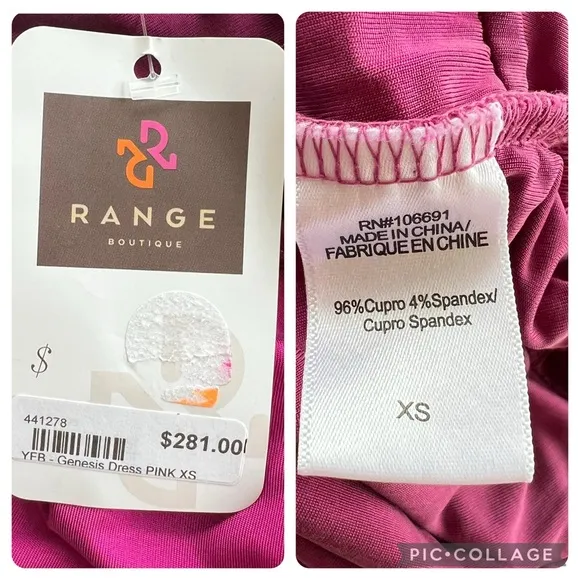 RANGE
BOUTIQUE
$
441278
$281.00
YFB - Genesis Dress PINK XS
RN#106691
MADE IN CHINA/
FABRIQUE EN CHINE
96%Cupro 4%Spandex/
Cupro Spandex
XS
PIC•COLLAGE